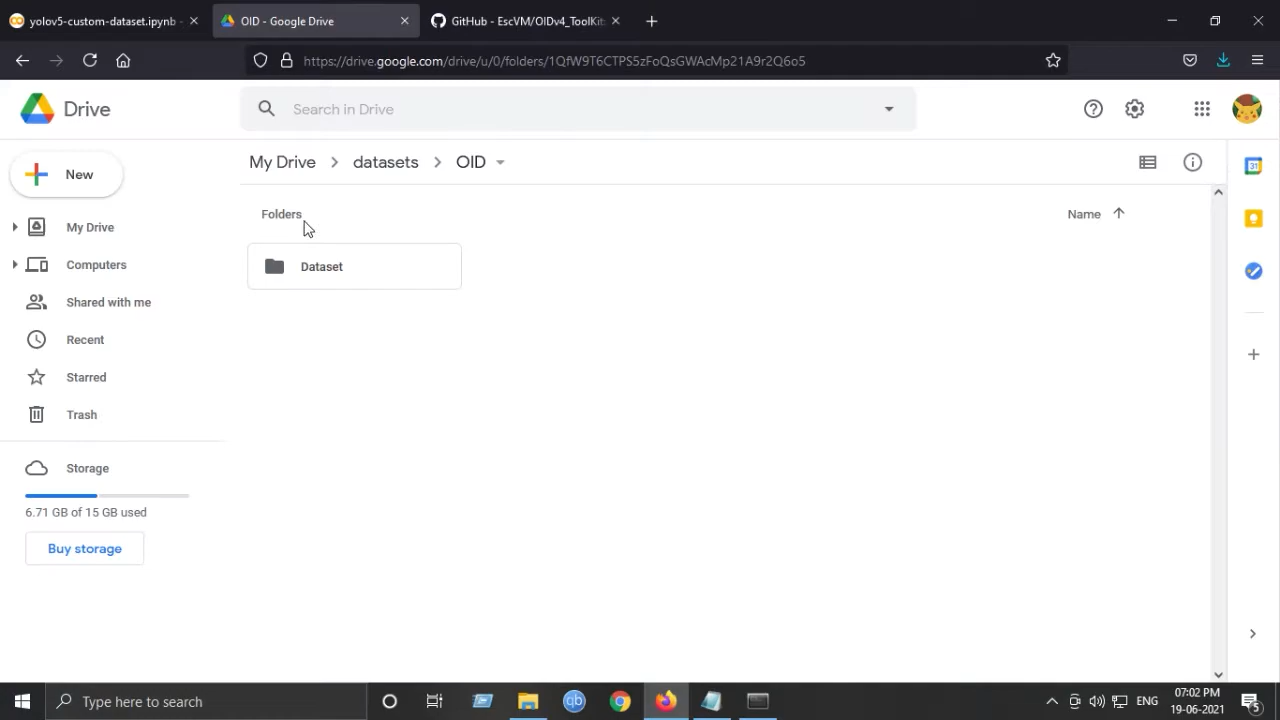 yolov5-custom-dataset.ipynb -
OID - Google Drive
GitHub - EscVM/OIDv4_ToolKit:
https://drive.google.com/drive/u/0/folders/1QfW9T6CTPS5zFoQsGWAcMp21A9r2Q6o5
Drive
Search in Drive
New
My Drive
Computers
Shared with me
Recent
Starred
Trash
Storage
6.71 GB of 15 GB used
Buy storage
My Drive > datasets > OID
Folders
Name
Dataset
31
Type here to search
qb
ENG
07:02 PM
19-06-2021
5